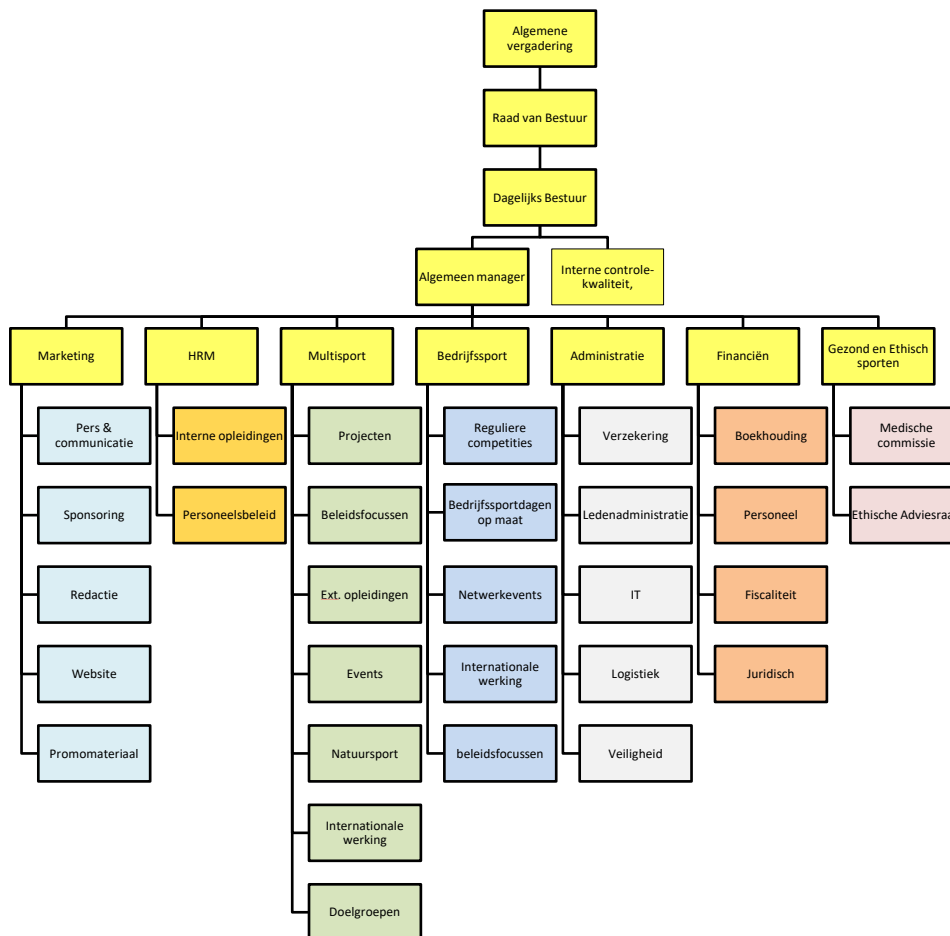 Algemene
vergadering
Raad van Bestuur
Dagelijks Bestuur
Algemeen manager
Interne controle-
kwaliteit,
Marketing
HRM
Multisport
Bedrijfssport
Administratie
Financiën
Gezond en Ethisch
sporten
Pers &
communicatie
Interne opleidingen
Projecten
Reguliere
competities
Verzekering
Boekhouding
Medische
commissie
Sponsoring
Personeelsbeleid
Beleidsfocussen
Bedrijfssportdagen
op maat
Ledenadministratie
Personeel
Ethische Adviesraa
Redactie
Ext. opleidingen
Netwerkevents
IT
Fiscaliteit
Website
Events
Internationale
werking
Logistiek
Juridisch
Promomateriaal
Natuursport
beleidsfocussen
Veiligheid
Internationale
werking
Doelgroepen